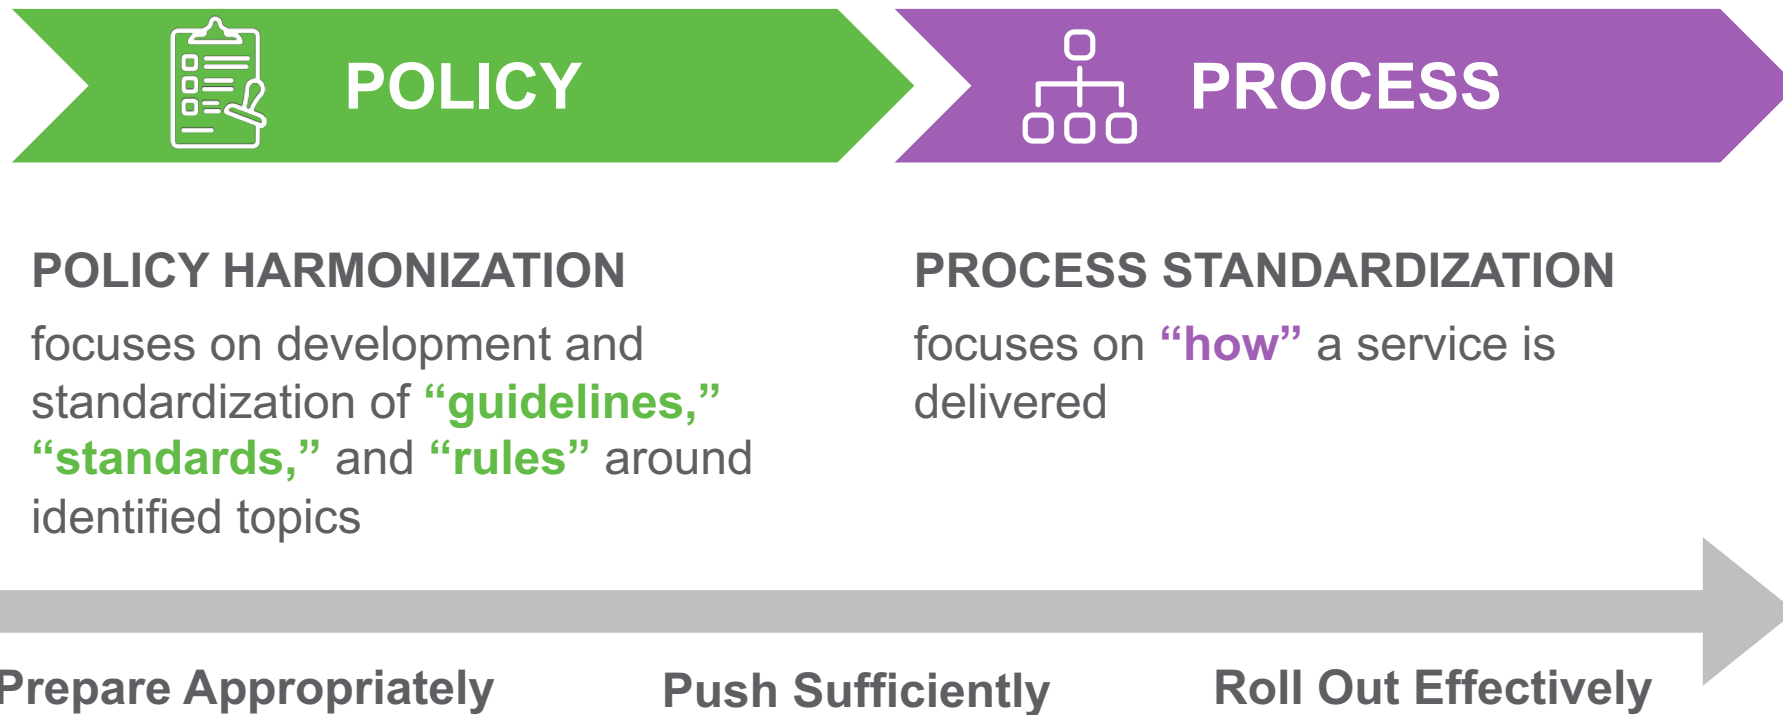 POLICY
PROCESS
POLICY HARMONIZATION
focuses on development and
standardization of “guidelines,”
“standards,” and “rules” around
identified topics
PROCESS STANDARDIZATION
focuses on “how” a service is
delivered
Prepare Appropriately
Push Sufficiently
Roll Out Effectively